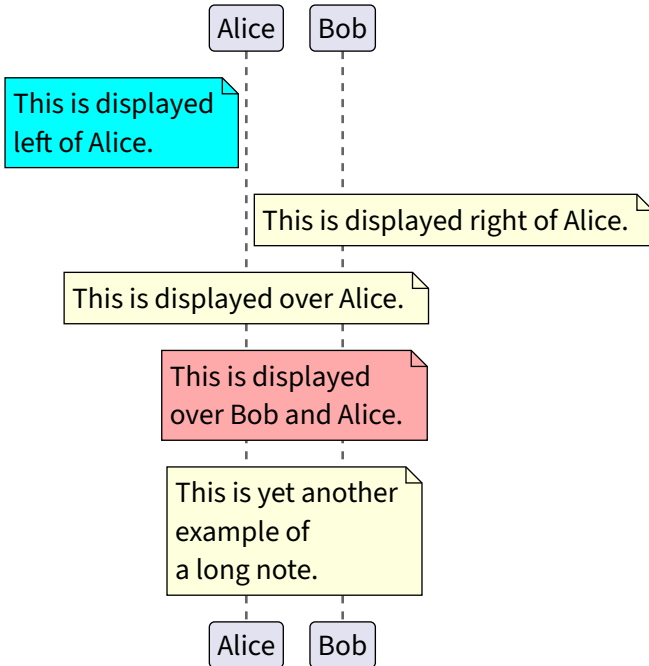 Alice Bob
This is displayed
left of Alice.
This is displayed right of Alice.
This is displayed over Alice.
This is displayed
over Bob and Alice.
This is yet another
example of
a long note.
Alice Bob